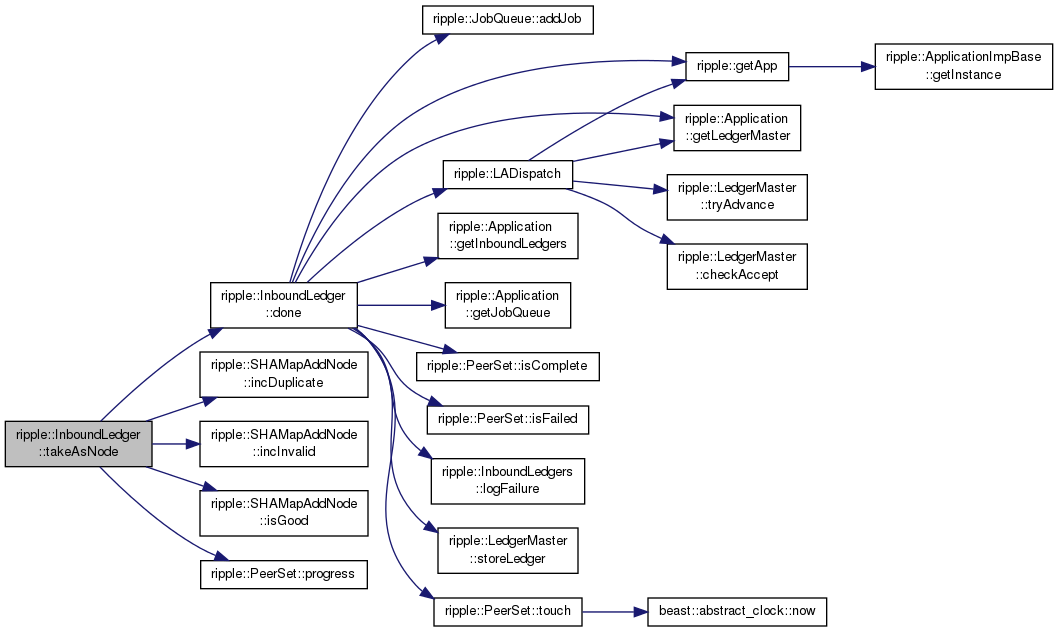 ripple::JobQueue::addJob
ripple::getApp
ripple::ApplicationImpBase
::getInstance
ripple::Application
::getLedgerMaster
ripple::LADispatch
ripple::LedgerMaster
::tryAdvance
ripple::Application
::getInboundLedgers
ripple::LedgerMaster
::checkAccept
ripple::InboundLedger
::done
ripple::Application
::getJobQueue
ripple::PeerSet::isComplete
ripple::SHAMapAddNode
::incDuplicate
ripple::PeerSet::isFailed
ripple::InboundLedger
::takeAsNode
ripple::SHAMapAddNode
::incInvalid
ripple::InboundLedgers
::logFailure
ripple::SHAMapAddNode
::isGood
ripple::LedgerMaster
::storeLedger
ripple::PeerSet::progress
ripple::PeerSet::touch
beast::abstract_clock::now